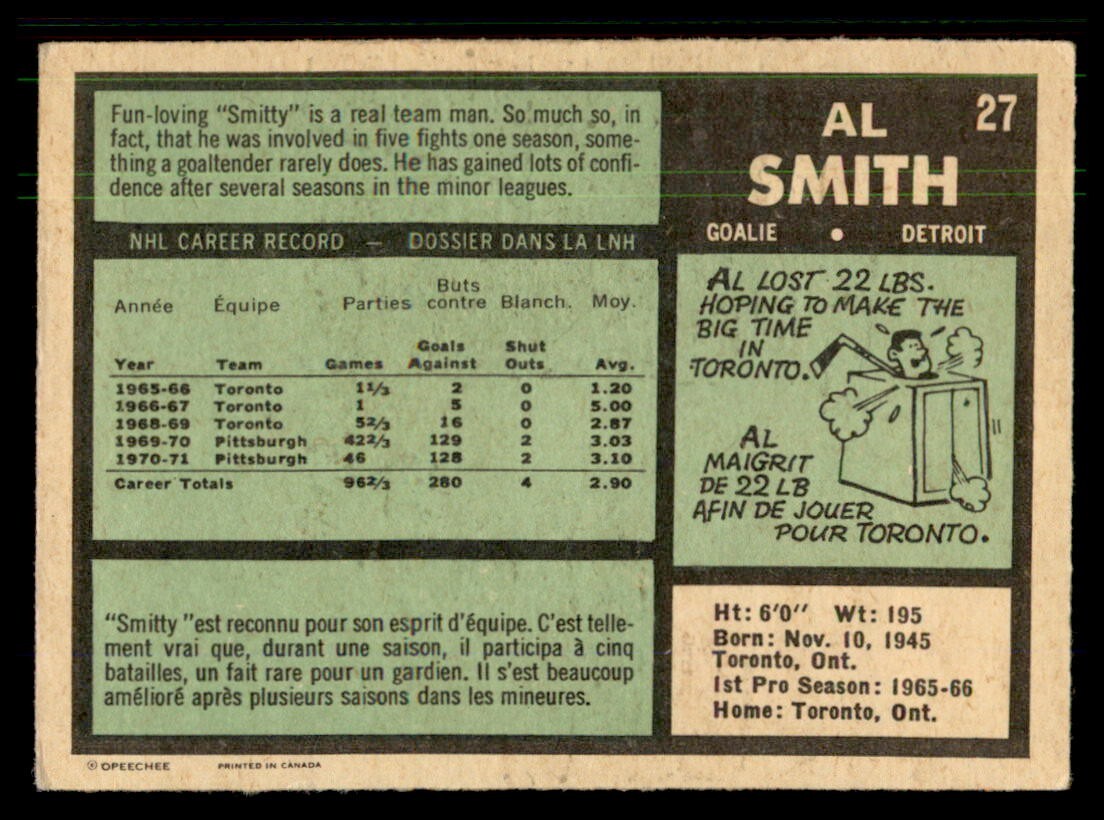 Fun-loving "Smitty" is a real team man. So much so, in
fact, that he was involved in five fights one season, some-
thing a goaltender rarely does. He has gained lots of confi-
dence after several seasons in the minor leagues.
AL 27
SMITH
GOALIE • DETROIT
NHL CAREER RECORD — DOSSIER DANS LA LNH
Année Équipe Parties Buts contre Blanch. Moy.
Year Team Games Goals Against Shut Outs Avg.
1965-66 Toronto 1 1/3 2 0 1.20
1966-67 Toronto 1 5 0 5.00
1968-69 Toronto 5 2/3 16 0 2.87
1969-70 Pittsburgh 42 2/3 129 2 3.03
1970-71 Pittsburgh 46 128 2 3.10
Career Totals 96 2/3 280 4 2.90
AL LOST 22 LBS.
HOPING TO MAKE THE
BIG TIME
IN
TORONTO.
AL
MAIGRIT
DE 22 LB
AFIN DE JOUER
POUR TORONTO.
"Smitty "est reconnu pour son esprit d'équipe. C'est telle-
ment vrai que, durant une saison, il participa à cinq
batailles, un fait rare pour un gardien. Il s'est beaucoup
amélioré après plusieurs saisons dans les mineures.
Ht: 6'0" Wt: 195
Born: Nov. 10, 1945
Toronto, Ont.
1st Pro Season: 1965-66
Home: Toronto, Ont.
© OPEECHEE PRINTED IN CANADA